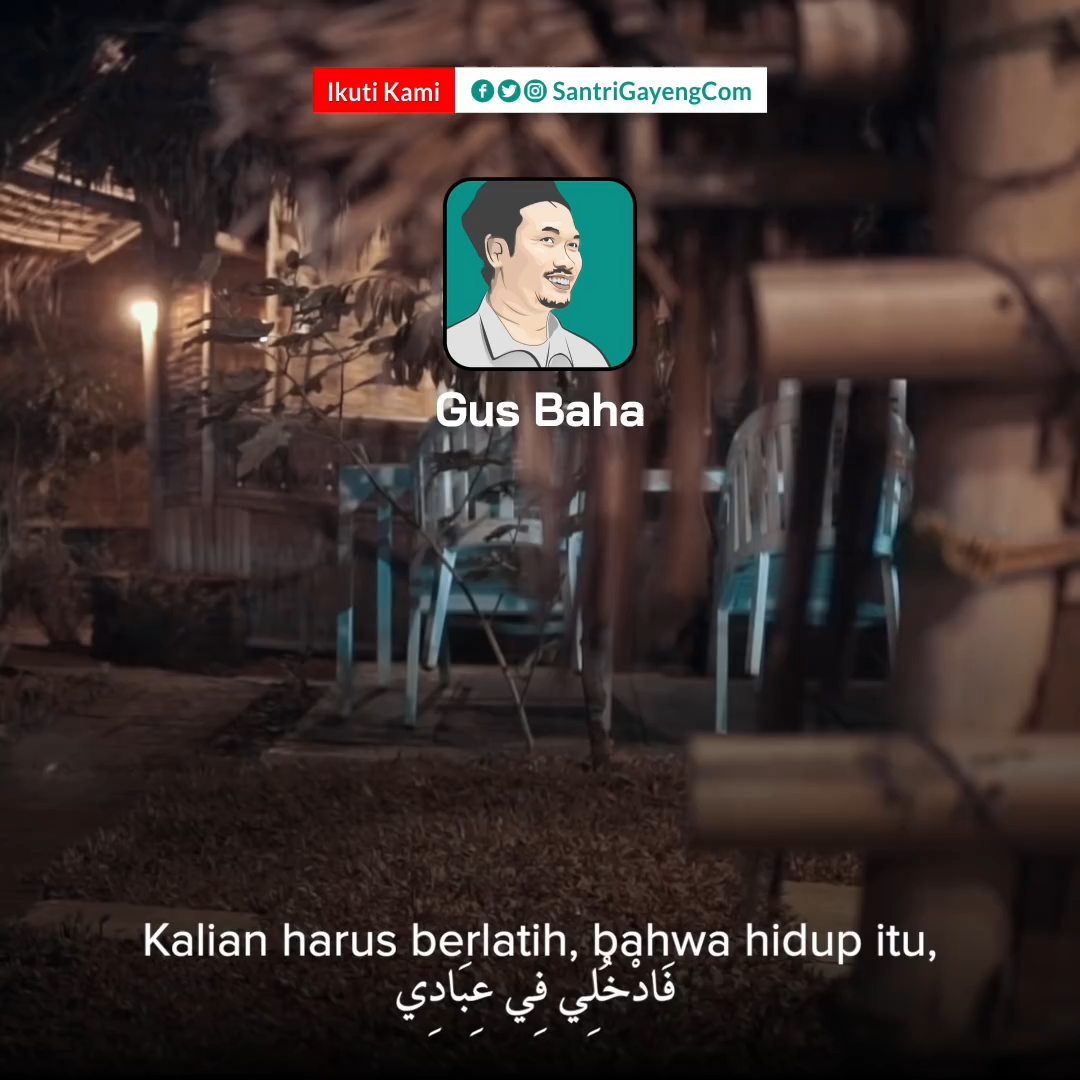 Ikuti Kami SantriGayengCom
Gus Baha
Kalian harus berlatih, bahwa hidup itu,
فَادْخُلِي فِي عِبَادِي